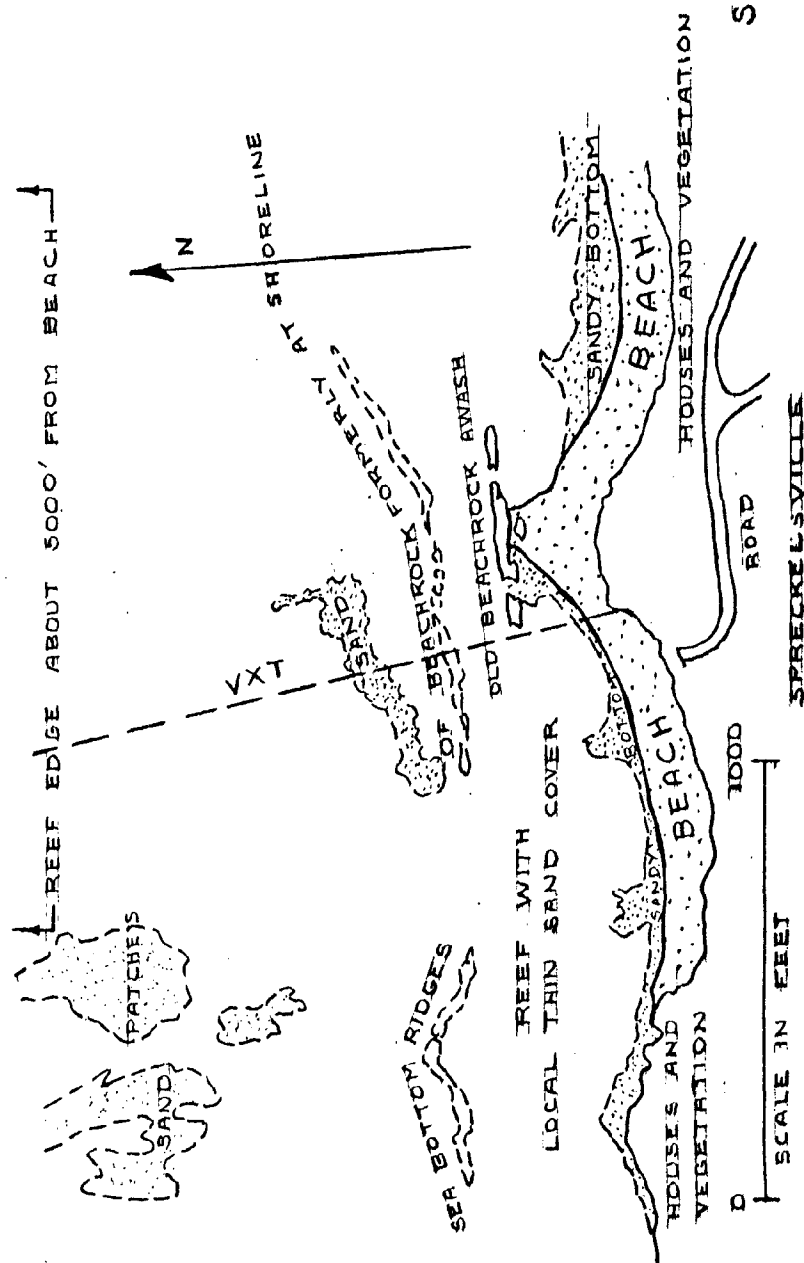 REEF EDGE ABOUT 5000' FROM BEACH
N
SAND
PATCHES
VXT
SAND
SEA BOTTOM RIDGES OF BEACHROCK FORMERLY AT SHORELINE
OLD BEACHROCK AWASH
REEF WITH
LOCAL THIN SAND COVER
SANDY BOTTOM
SANDY BOTTOM
BEACH
BEACH
HOUSES AND
VEGETATION
HOUSES AND VEGETATION
ROAD
0
1000
SCALE IN FEET
SPRECKELSVILLE
S